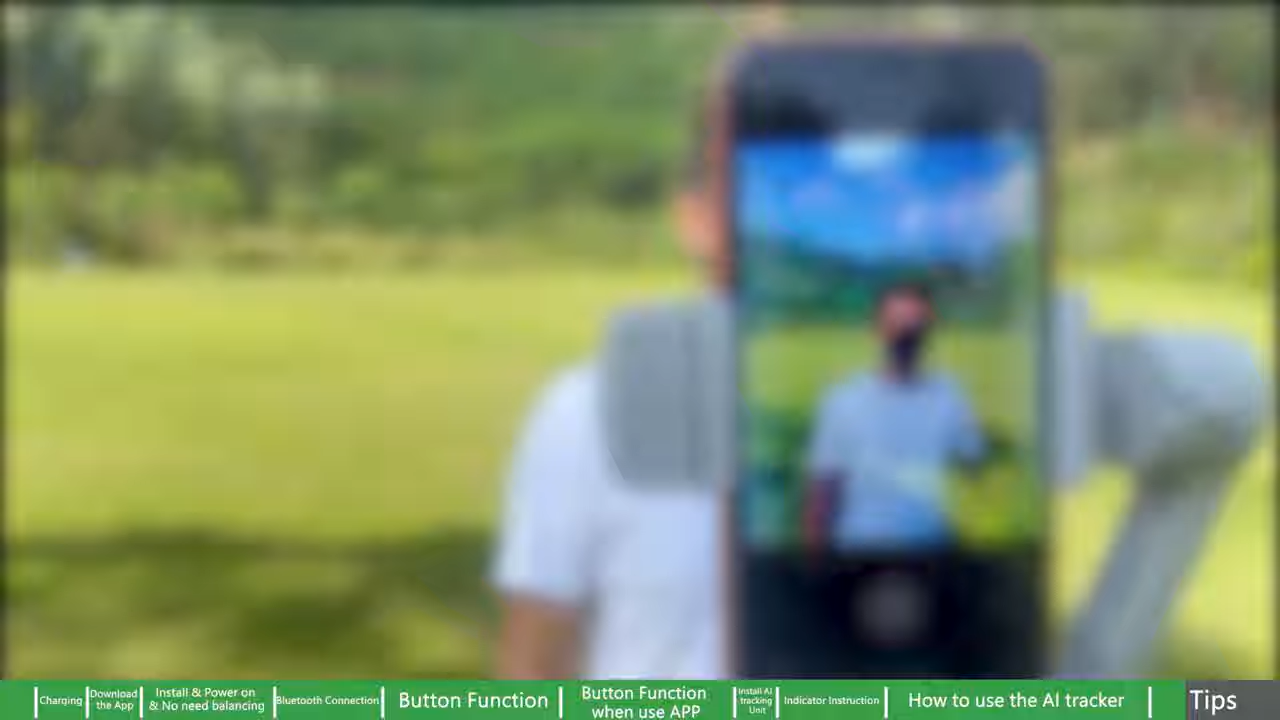 Charging
Download
the App
Install & Power on
& No need balancing
Bluetooth Connection
Button Function
Button Function
when use APP
Install AI
tracking
Unit
Indicator Instruction
How to use the AI tracker
Tips